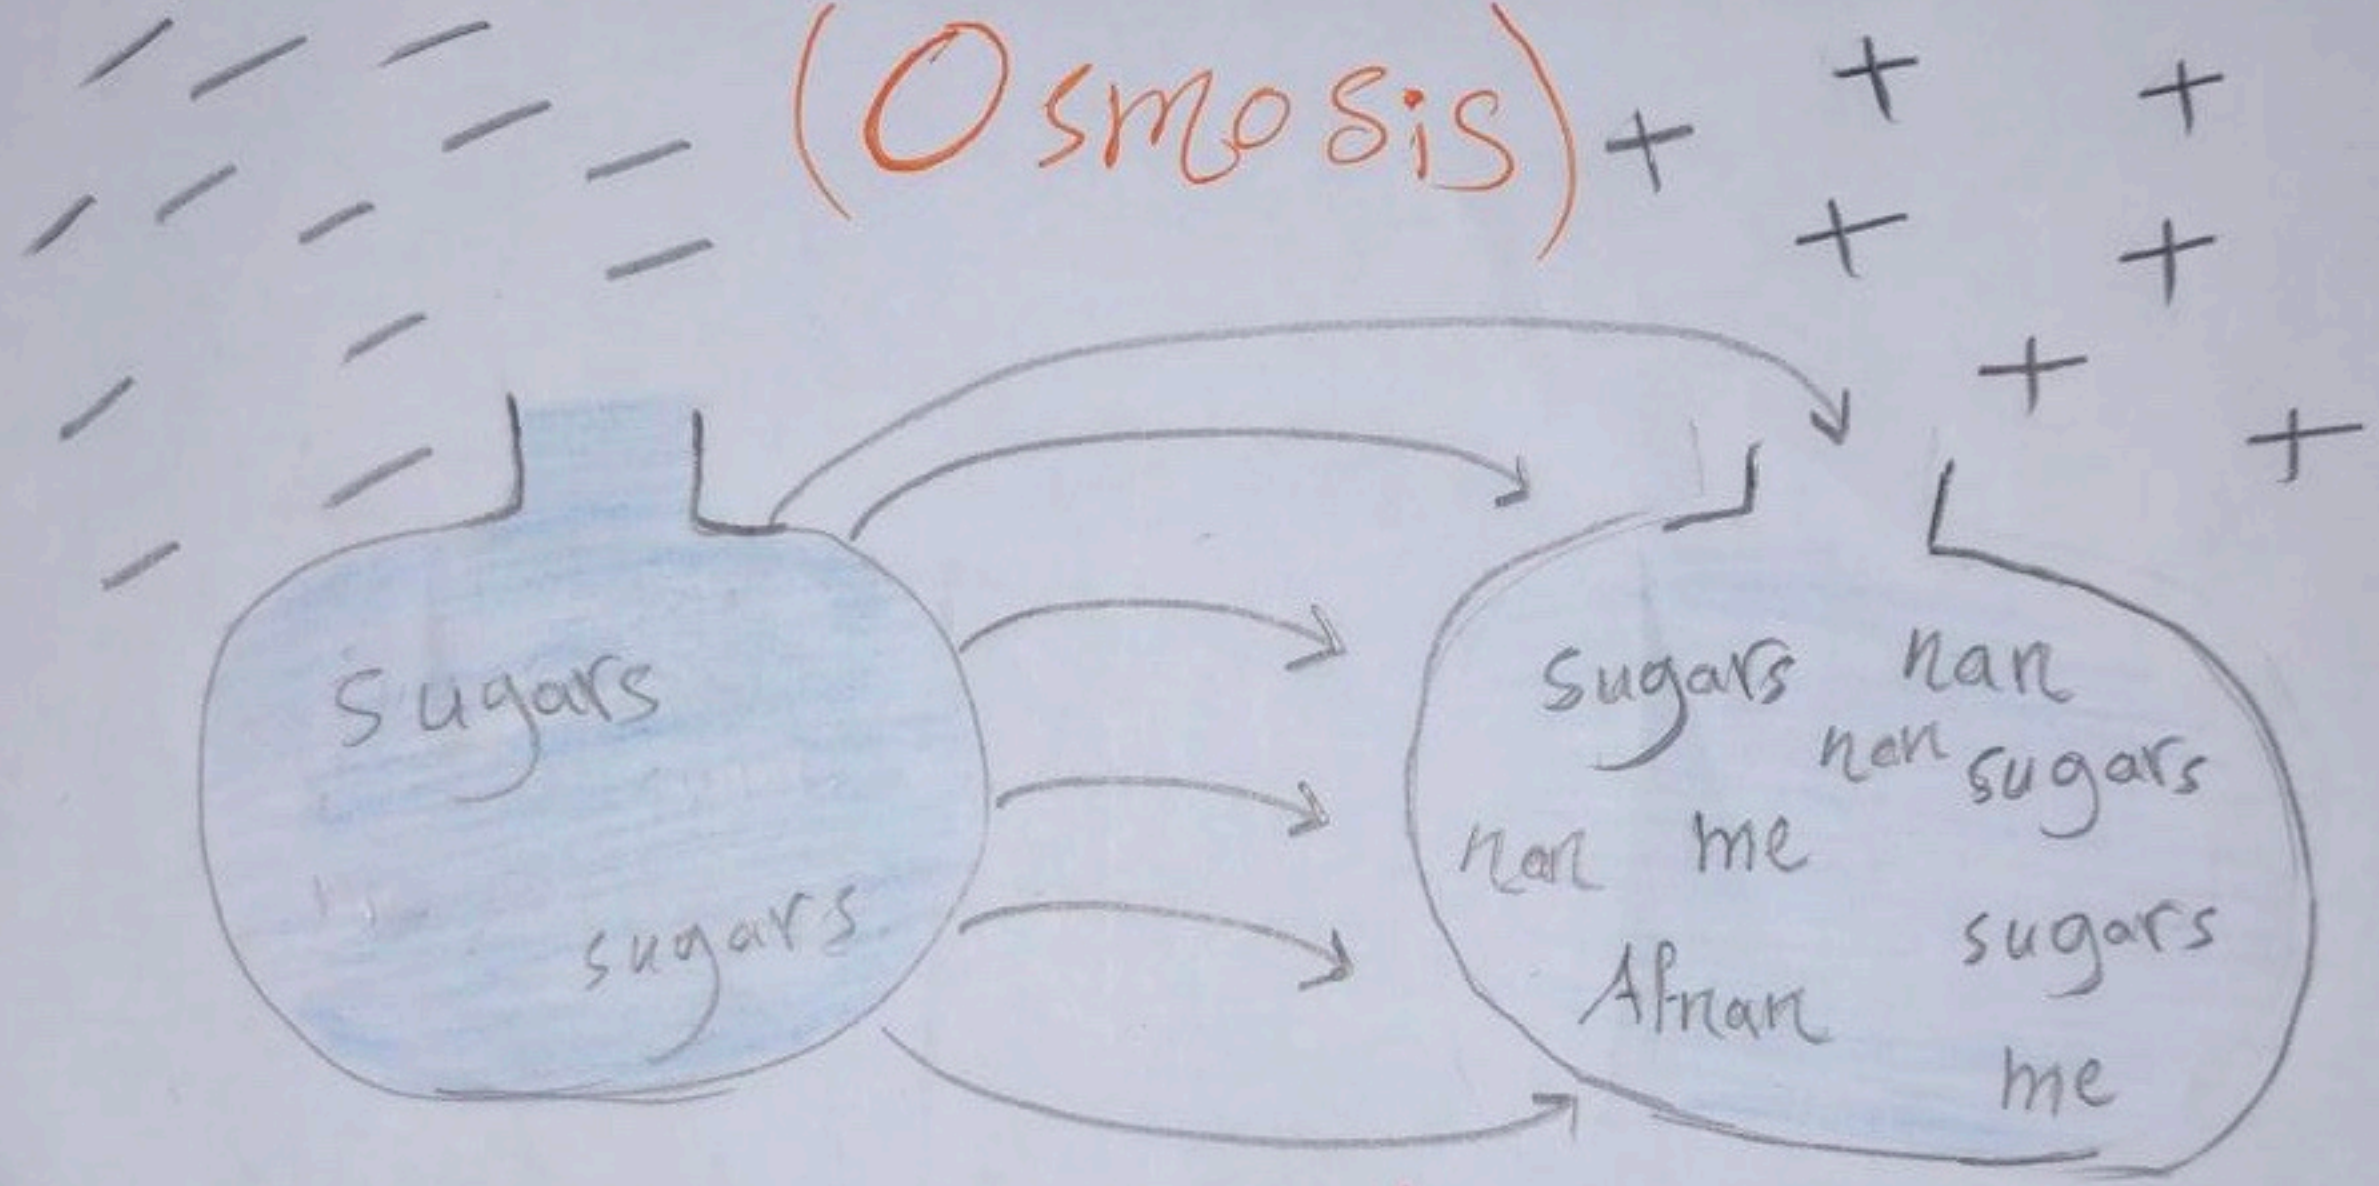 (Osmosis)
Sugars
sugars
Sugars nan
nan sugars
nan me
sugars
Afnan
me